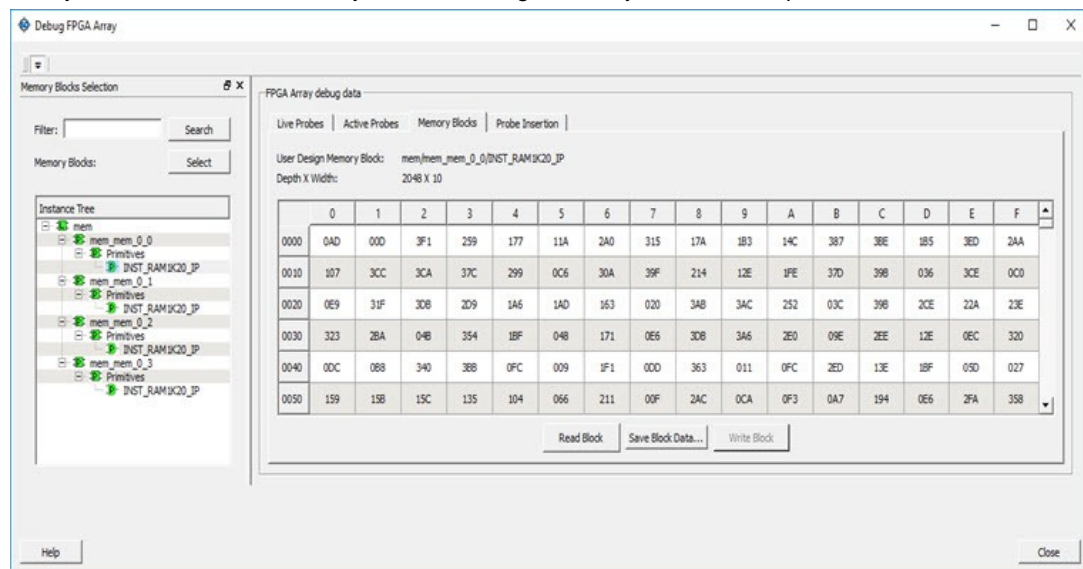 Debug FPGA Array
Memory Blocks Selection
Filter:
Search
Memory Blocks:
Select
Instance Tree
mem
mem_mem_0_0
Primitives
INST_RAM1K20_IP
mem_mem_0_1
Primitives
INST_RAM1K20_IP
mem_mem_0_2
Primitives
INST_RAM1K20_IP
mem_mem_0_3
Primitives
INST_RAM1K20_IP
FPGA Array debug data
Live Probes Active Probes Memory Blocks Probe Insertion
User Design Memory Block: mem/mem_mem_0_0/INST_RAM1K20_IP
Depth X Width: 2048 X 10
0 1 2 3 4 5 6 7 8 9 A B C D E F
0000 0AD 00D 3F1 259 177 11A 2A0 315 17A 1B3 14C 387 3BE 1B5 3ED 2AA
0010 107 3CC 3CA 37C 299 0C6 30A 39F 214 12E 1FE 37D 398 036 3CE 0C0
0020 0E9 31F 3DB 2D9 1A6 1AD 163 020 3AB 3AC 252 03C 398 2CE 22A 23E
0030 323 2BA 04B 354 1BF 048 171 0E6 3DB 3A6 2E0 09E 2EE 12E 0EC 320
0040 0DC 0B8 340 3BB 0FC 009 1F1 0DD 363 011 0FC 2ED 13E 1BF 05D 027
0050 159 15B 15C 135 104 066 211 00F 2AC 0CA 0F3 0A7 194 0E6 2FA 358
Read Block Save Block Data... Write Block
Help
Close